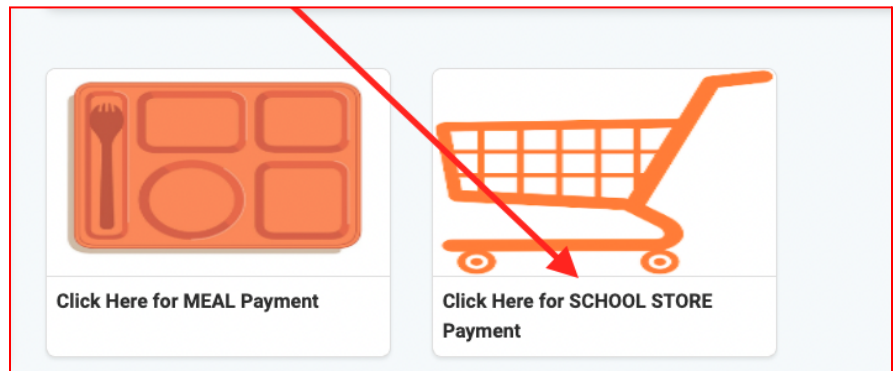 Click Here for MEAL Payment
Click Here for SCHOOL STORE
Payment